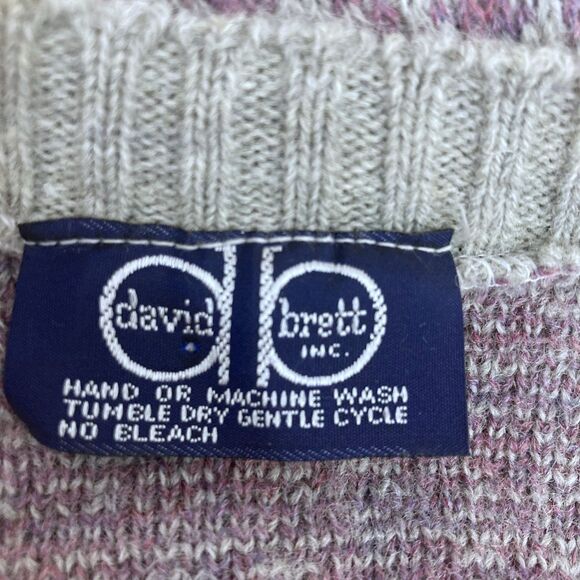 david brett
INC.
HAND OR MACHINE WASH
TUMBLE DRY GENTLE CYCLE
NO BLEACH